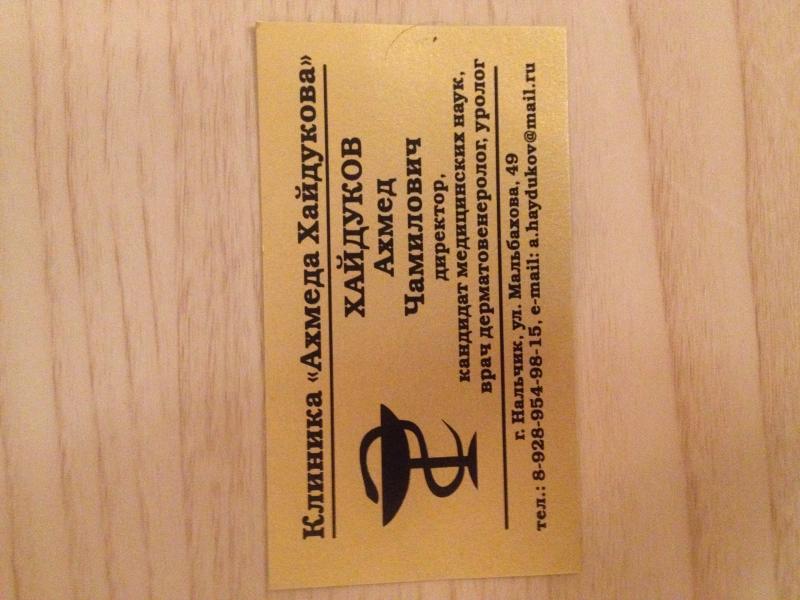 Клиника «Ахмеда Хайдукова»
ХАЙДУКОВ
Ахмед
Чамилович
директор,
кандидат медицинских наук,
врач дерматовенеролог, уролог
г. Нальчик, ул. Мальбахова, 49
тел.: 8-928-954-98-15, e-mail: a.haydukov@mail.ru